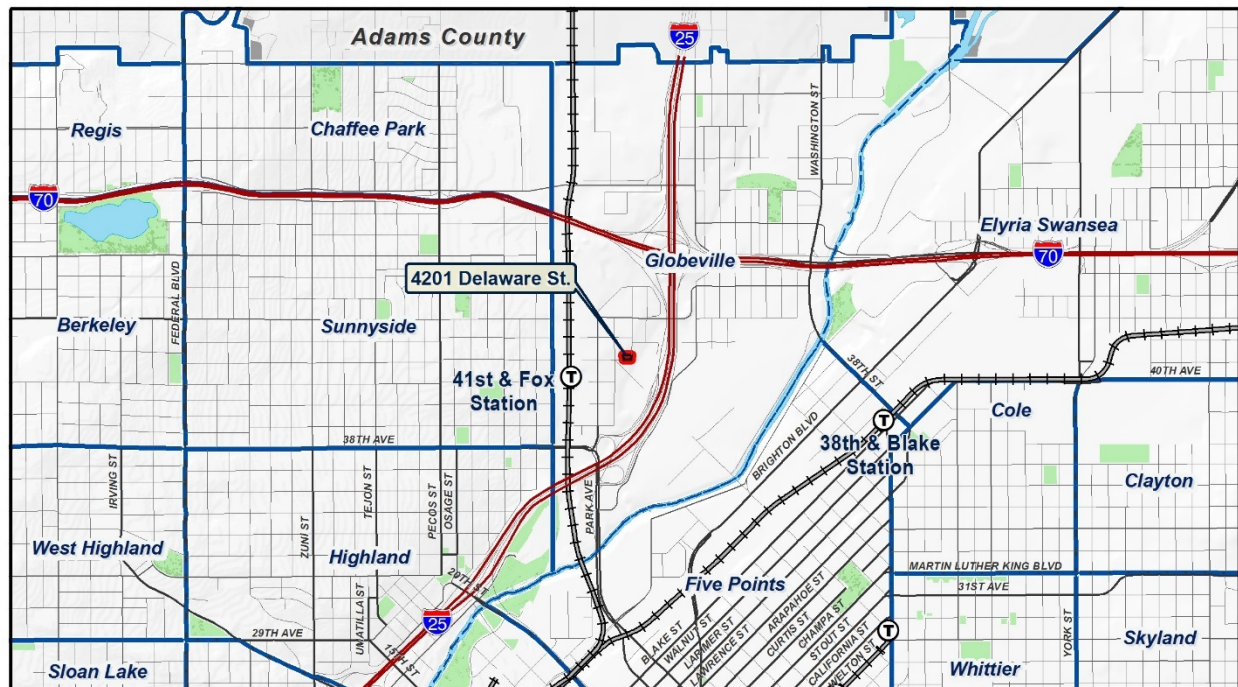 Adams County
25
Regis
Chaffee Park
WASHINGTON ST
70
Elyria Swansea
Globeville
70
4201 Delaware St.
FEDERAL BLVD
Berkeley
Sunnyside
41st & Fox
Station
T
38TH ST
40TH AVE
Cole
T
38th & Blake
Station
BRIGHTON BLVD
38TH AVE
Clayton
IRVING ST
TEJON ST
PECOS ST
OSAGE ST
PARK AVE
ZUNI ST
West Highland
Highland
20TH ST
Five Points
MARTIN LUTHER KING BLVD
31ST AVE
UMATILLA ST
25
29TH AVE
15TH ST
BLAKE ST
WALNUT ST
LARIMER ST
LAWRENCE ST
ARAPAHOE ST
CURTIS ST
CHAMPA ST
STOUT ST
CALIFORNIA ST
WELTON ST
T
YORK ST
Skyland
Sloan Lake
Whittier